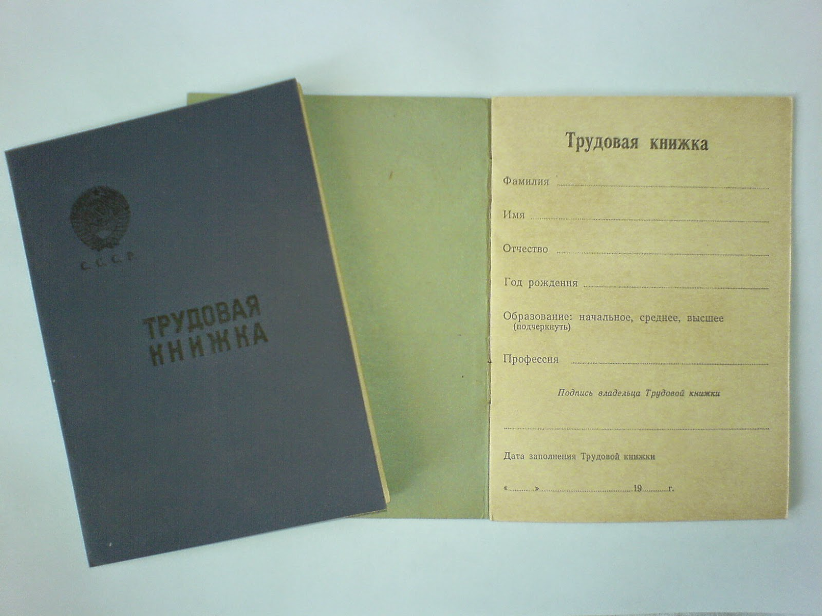 С. С. С. Р.
ТРУДОВАЯ
КНИЖКА
Трудовая книжка
Фамилия
Имя
Отчество
Год рождения
Образование: начальное, среднее, высшее
(подчеркнуть)
Профессия
Подпись владельца Трудовой книжки
Дата заполнения Трудовой книжки
« » 19 г.